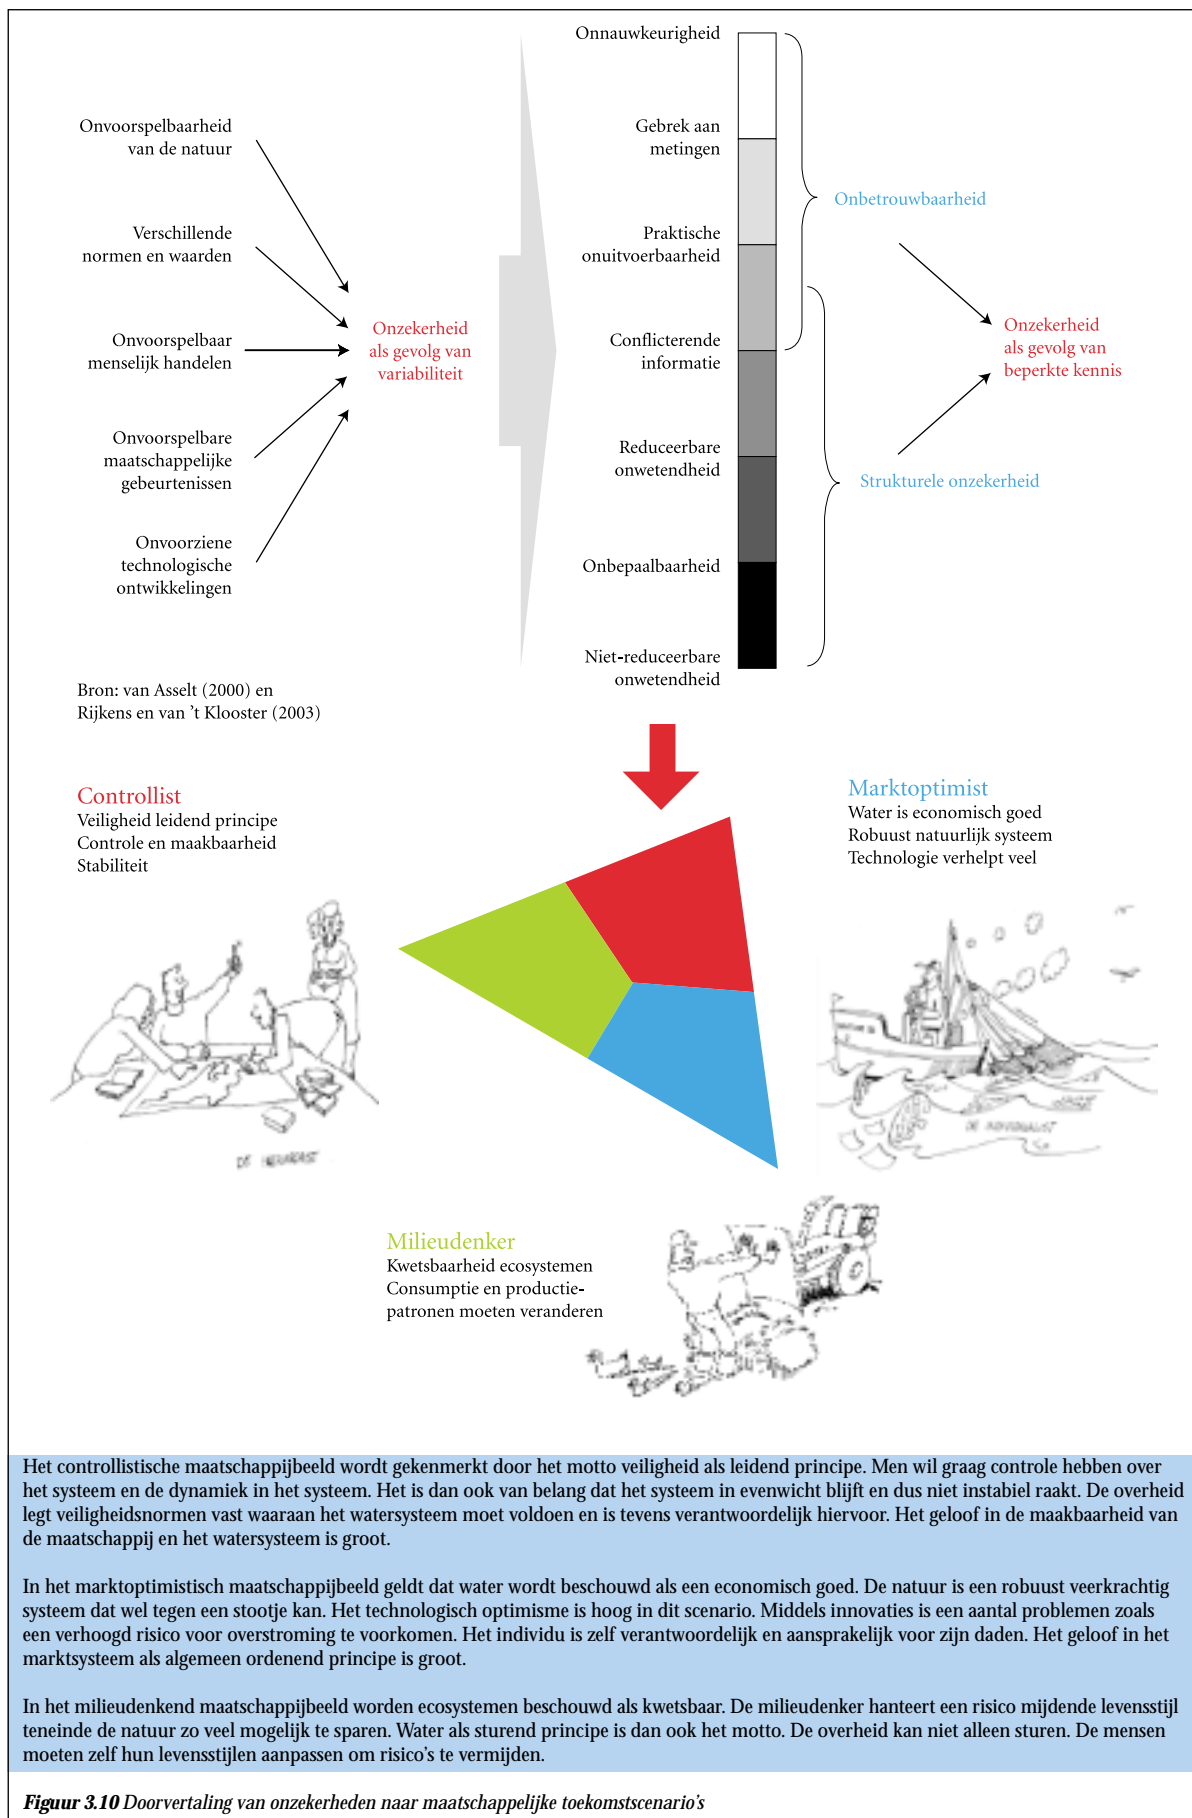 Onnauwkeurigheid
Gebrek aan
metingen
Praktische
onuitvoerbaarheid
Conflicterende
informatie
Reduceerbare
onwetendheid
Onbepaalbaarheid
Niet-reduceerbare
onwetendheid
Onvoorspelbaarheid
van de natuur
Verschillende
normen en waarden
Onvoorspelbaar
menselijk handelen
Onvoorspelbare
maatschappelijke
gebeurtenissen
Onvoorziene
technologische
ontwikkelingen
Onzekerheid
als gevolg van
variabiliteit
Onbetrouwbaarheid
Strukturele onzekerheid
Onzekerheid
als gevolg van
beperkte kennis
Bron: van Asselt (2000) en
Rijkens en van 't Klooster (2003)
Controllist
Veiligheid leidend principe
Controle en maakbaarheid
Stabiliteit
Marktoptimist
Water is economisch goed
Robuust natuurlijk systeem
Technologie verhelpt veel
DE
DE
Milieudenker
Kwetsbaarheid ecosystemen
Consumptie en productie-
patronen moeten veranderen
Het controllistische maatschappijbeeld wordt gekenmerkt door het motto veiligheid als leidend principe. Men wil graag controle hebben over
het systeem en de dynamiek in het systeem. Het is dan ook van belang dat het systeem in evenwicht blijft en dus niet instabiel raakt. De overheid
legt veiligheidsnormen vast waaraan het watersysteem moet voldoen en is tevens verantwoordelijk hiervoor. Het geloof in de maakbaarheid van
de maatschappij en het watersysteem is groot.
In het marktoptimistisch maatschappijbeeld geldt dat water wordt beschouwd als een economisch goed. De natuur is een robuust veerkrachtig
systeem dat wel tegen een stootje kan. Het technologisch optimisme is hoog in dit scenario. Middels innovaties is een aantal problemen zoals
een verhoogd risico voor overstroming te voorkomen. Het individu is zelf verantwoordelijk en aansprakelijk voor zijn daden. Het geloof in het
marktsysteem als algemeen ordenend principe is groot.
In het milieudenkend maatschappijbeeld worden ecosystemen beschouwd als kwetsbaar. De milieudenker hanteert een risico mijdende levensstijl
teneinde de natuur zo veel mogelijk te sparen. Water als sturend principe is dan ook het motto. De overheid kan niet alleen sturen. De mensen
moeten zelf hun levensstijlen aanpassen om risico's te vermijden.
Figuur 3.10 Doorvertaling van onzekerheden naar maatschappelijke toekomstscenario's